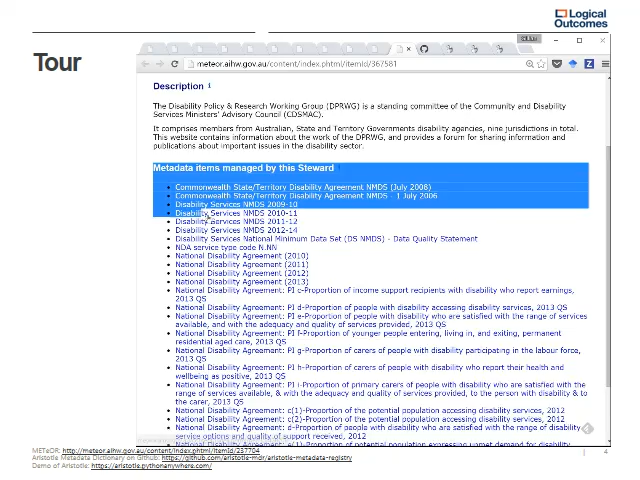 Logical
Outcomes
Tour
meteor.aihw.gov.au/content/index.phtml/itemId/367581
Description
The Disability Policy & Research Working Group (DPRWG) is a standing committee of the Community and Disability
Services Ministers' Advisory Council (CDSMAC).
It comprises members from Australian, State and Territory Governments disability agencies, nine jurisdictions in total.
This website contains information about the work of the DPRWG, and provides a forum for sharing information and
publications about important issues in the disability sector.
Metadata items managed by this Steward
• Commonwealth State/Territory Disability Agreement NMDS (July 2008)
• Commonwealth State/Territory Disability Agreement NMDS - 1 July 2006
• Disability Services NMDS 2009-10
• Disability Services NMDS 2010-11
• Disability Services NMDS 2011-12
• Disability Services NMDS 2012-14
• Disability Services National Minimum Data Set (DS NMDS) - Data Quality Statement
• NDA service type code N.NN
• National Disability Agreement (2010)
• National Disability Agreement (2011)
• National Disability Agreement (2012)
• National Disability Agreement (2013)
• National Disability Agreement: PI c-Proportion of income support recipients with disability who report earnings,
2013 QS
• National Disability Agreement: PI d-Proportion of people with disability accessing disability services, 2013 QS
• National Disability Agreement: PI e-Proportion of people with disability who are satisfied with the range of services
available, and with the adequacy and quality of services provided, 2013 QS
• National Disability Agreement: PI f-Proportion of younger people entering, living in, and exiting, permanent
residential aged care, 2013 QS
• National Disability Agreement: PI g-Proportion of carers of people with disability participating in the labour force,
2013 QS
• National Disability Agreement: PI h-Proportion of carers of people with disability who report their health and
wellbeing as positive, 2013 QS
• National Disability Agreement: PI i-Proportion of primary carers of people with disability who are satisfied with the
range of services available, & with the adequacy and quality of services provided, to the person with disability & to
the carer, 2013 QS
• National Disability Agreement: c(1)-Proportion of the potential population accessing disability services, 2012
• National Disability Agreement: c(2)-Proportion of the potential population accessing disability services, 2012
• National Disability Agreement: d-Proportion of people with disability who are satisfied with the range of disability
service options and quality of support received, 2012
• National Disability Agreement: e(1)-Proportion of potential population expressing unmet demand for disability
METeOR: http://meteor.aihw.gov.au/content/index.phtml/itemId/237704
Aristotle Metadata Dictionary on Github: https://github.com/aristotle-mdr/aristotle-metadata-registry
Demo of Aristotle: https://aristotle.pythonanywhere.com/
| 4